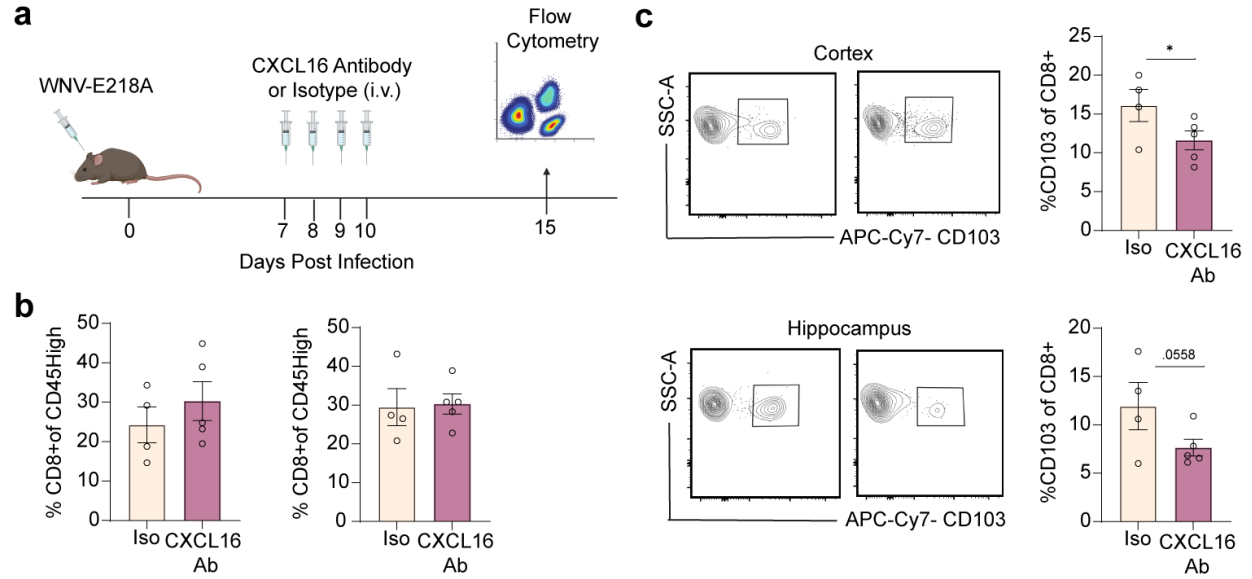 a
WNV-E218A
CXCL16 Antibody
or Isotype (i.v.)
Flow
Cytometry
0
7
8
9
10
15
Days Post Infection
b
% CD8+of CD45High
50
40
30
20
10
0
Iso
CXCL16
Ab
% CD8+of CD45High
50
40
30
20
10
0
Iso
CXCL16
Ab
c
Cortex
SSC-A
APC-Cy7- CD103
%CD103 of CD8+
25
20
15
10
5
0
*
Iso
CXCL16
Ab
Hippocampus
SSC-A
APC-Cy7- CD103
%CD103 of CD8+
20
15
10
5
0
.0558
Iso
CXCL16
Ab